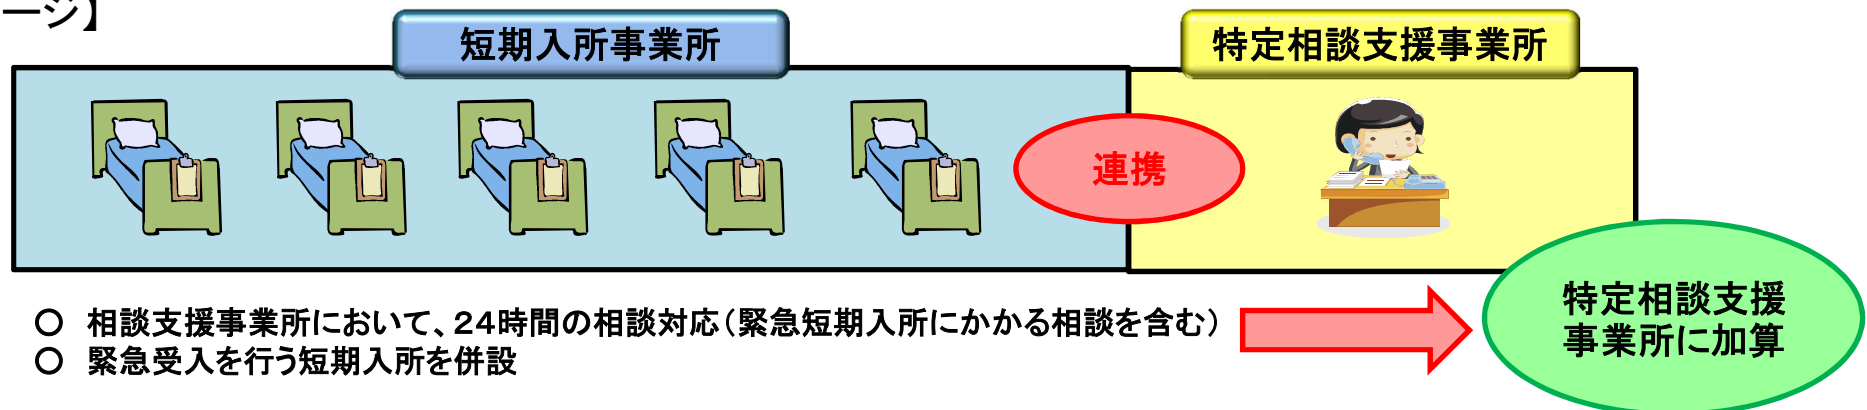 ージ】
短期入所事業所
特定相談支援事業所
連携
○ 相談支援事業所において、24時間の相談対応(緊急短期入所にかかる相談を含む)
○ 緊急受入を行う短期入所を併設
特定相談支援
事業所に加算